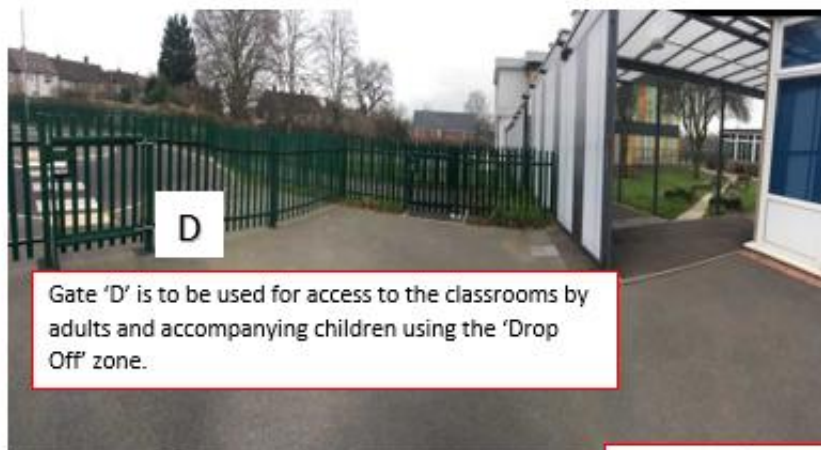 D
Gate ‘D’ is to be used for access to the classrooms by
adults and accompanying children using the ‘Drop
Off’ zone.